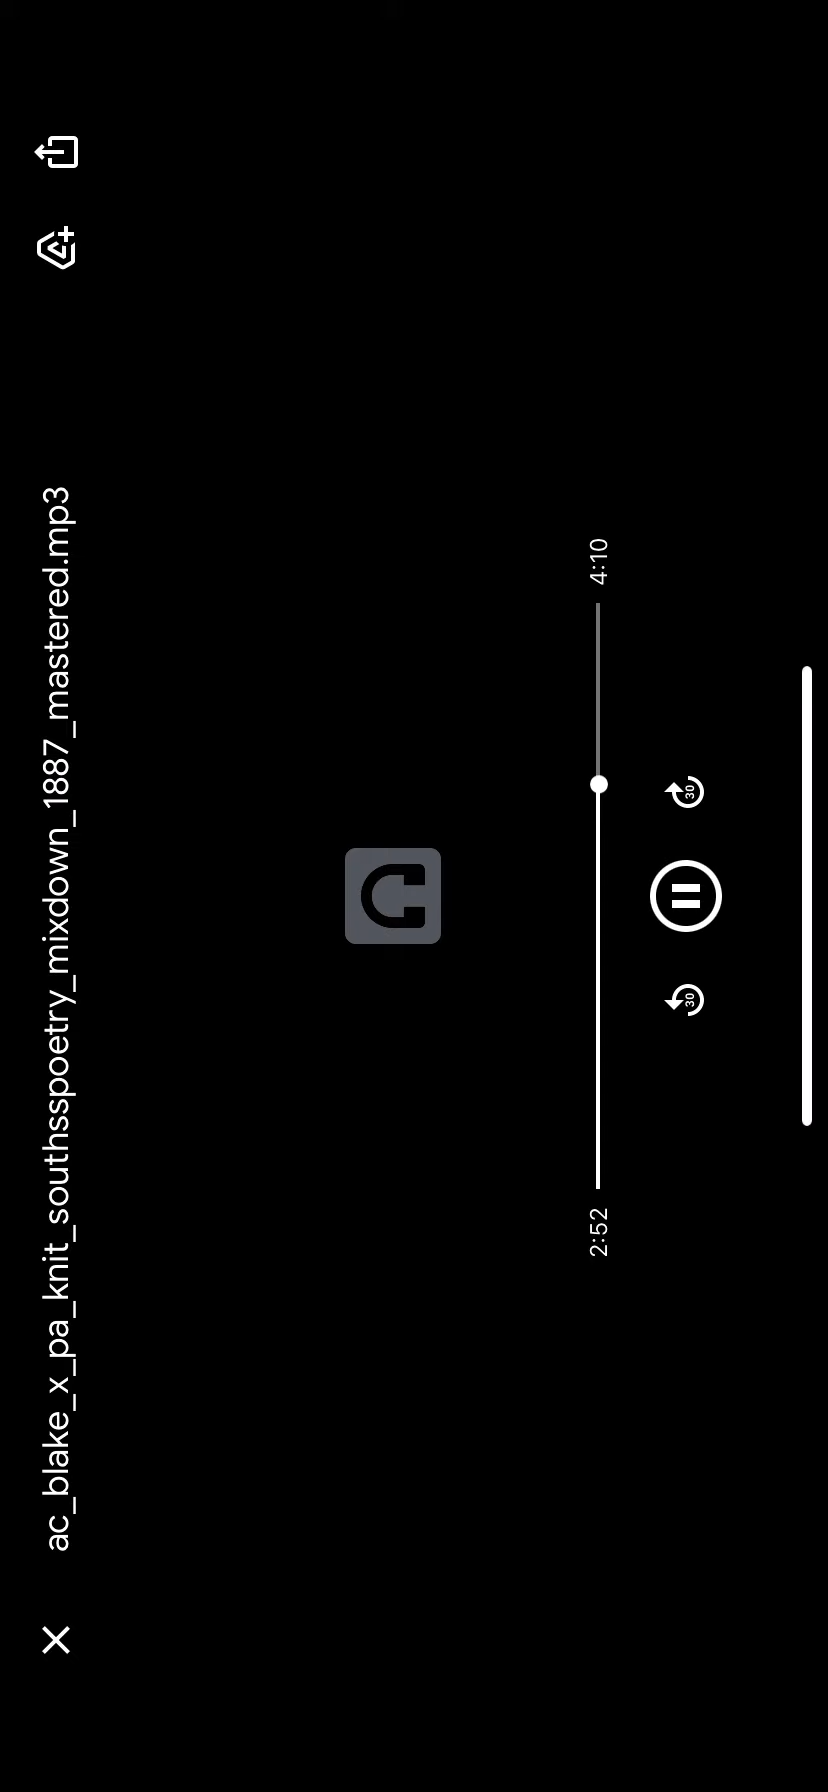 ac_blake_x_pa_knit_southsspoetry_mixdown_1887_mastered.mp3
2:52
4:10
30
30